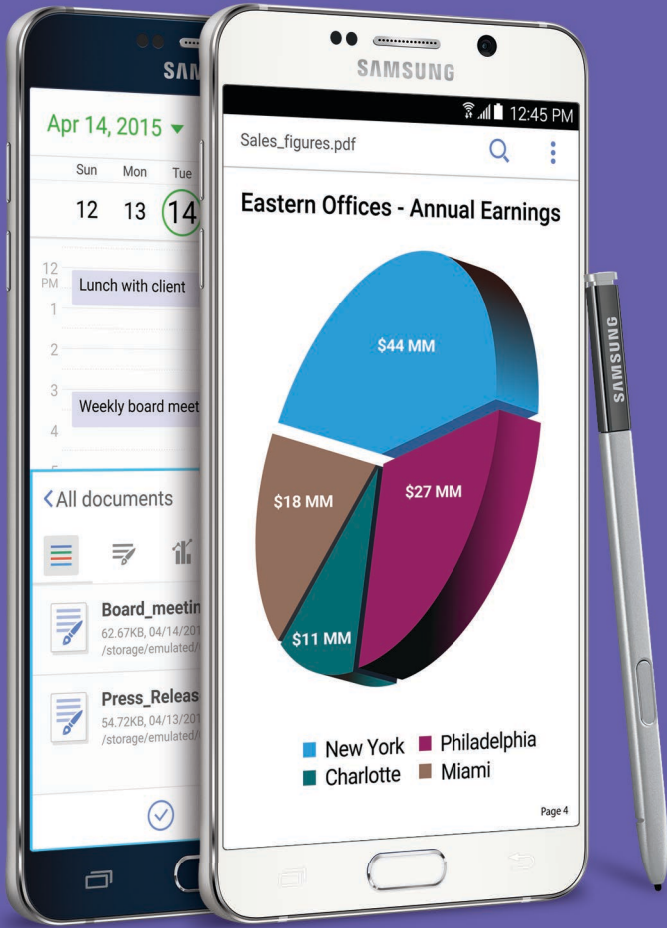 SAM
Apr 14, 2015
Sun Mon Tue
12 13 14
12
PM
Lunch with client
1
2
3
Weekly board meet
4
All documents
Board_meetin
62.67KB, 04/14/201
/storage/emulated/
Press_Releas
54.72KB, 04/13/201
/storage/emulated/
SAMSUNG
12:45 PM
Sales_figures.pdf
Eastern Offices - Annual Earnings
$44 MM
$18 MM
$27 MM
$11 MM
New York Philadelphia
Charlotte Miami
Page 4
SAMSUNG